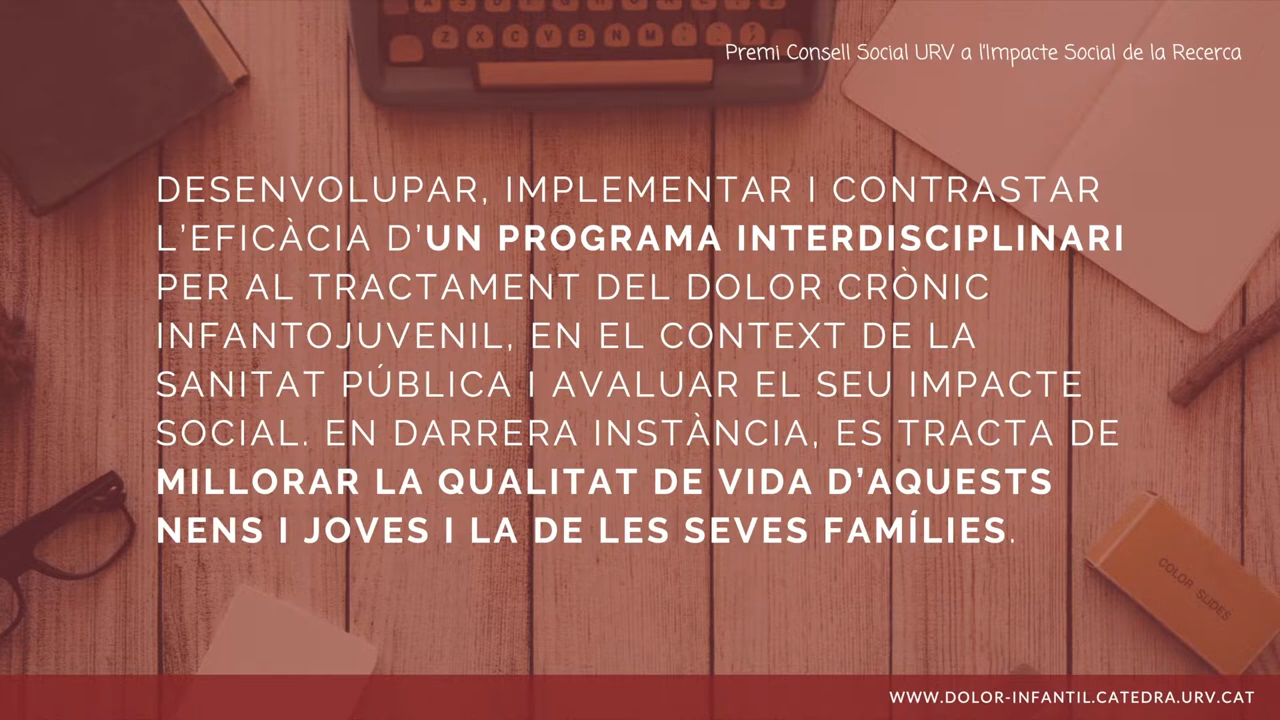 A S D F G H J K L
Z X C V B N M
Premi Consell Social URV a l'Impacte Social de la Recerca
DESENVOLUPAR, IMPLEMENTAR I CONTRASTAR
L'EFICÀCIA D'UN PROGRAMA INTERDISCIPLINARI
PER AL TRACTAMENT DEL DOLOR CRÒNIC
INFANTOJUVENIL, EN EL CONTEXT DE LA
SANITAT PÚBLICA I AVALUAR EL SEU IMPACTE
SOCIAL. EN DARRERA INSTÀNCIA, ES TRACTA DE
MILLORAR LA QUALITAT DE VIDA D'AQUESTS
NENS I JOVES I LA DE LES SEVES FAMÍLIES.
COLOR SLIDES
WWW.DOLOR-INFANTIL.CATEDRA.URV.CAT